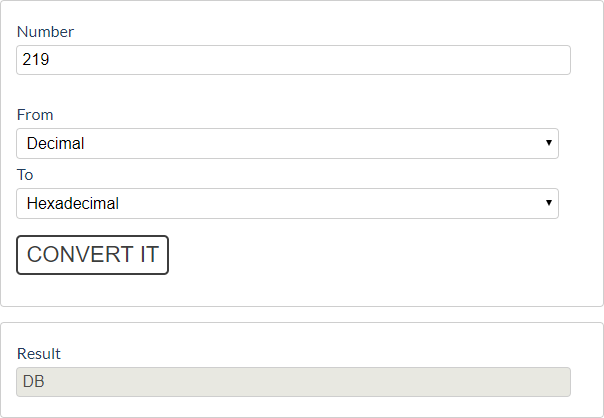 Number
219
From
Decimal
To
Hexadecimal
CONVERT IT
Result
DB